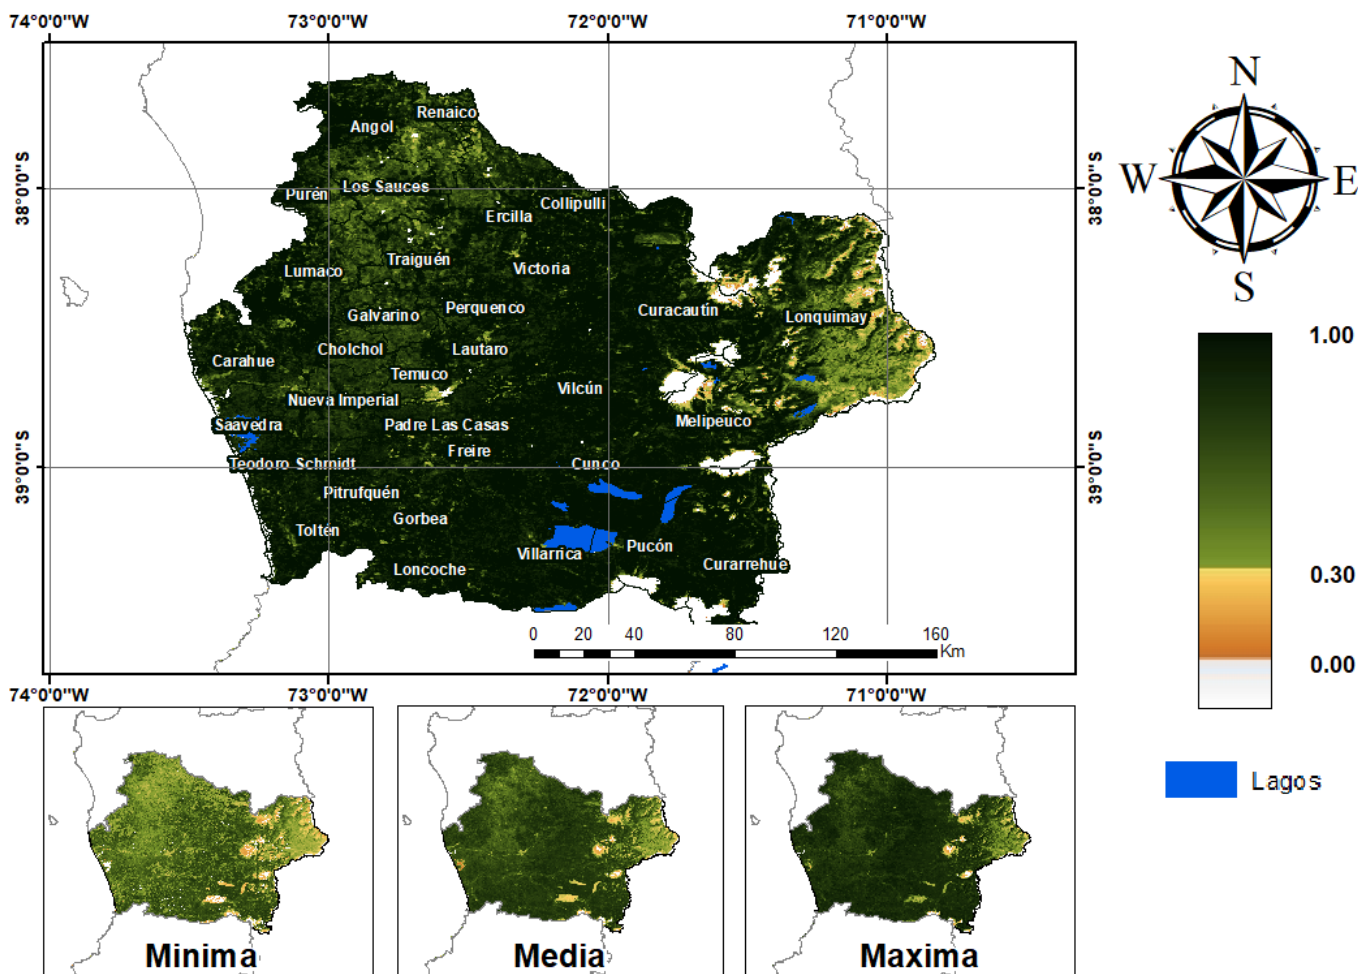 74°0'0"W
73°0'0"W
72°0'0"W
71°0'0"W
N
W
E
S
38°0'0"S
38°0'0"S
39°0'0"S
39°0'0"S
Renaico
Angol
Los Sauces
Purén
Collipulli
Ercilla
Traiguén
Victoria
Lumaco
Perquenco
Curacautín
Lonquimay
Galvarino
Cholchol
Lautaro
Carahue
Temuco
Vilcún
Nueva Imperial
Saavedra
Padre Las Casas
Melipeuco
Freire
Teodoro Schmidt
Cunco
Pitrufquén
Gorbea
Toltén
Villarrica
Pucón
Curarrehue
Loncoche
0 20 40 80 120 160
Km
74°0'0"W
73°0'0"W
72°0'0"W
71°0'0"W
1.00
0.30
0.00
Lagos
Minima
Media
Maxima